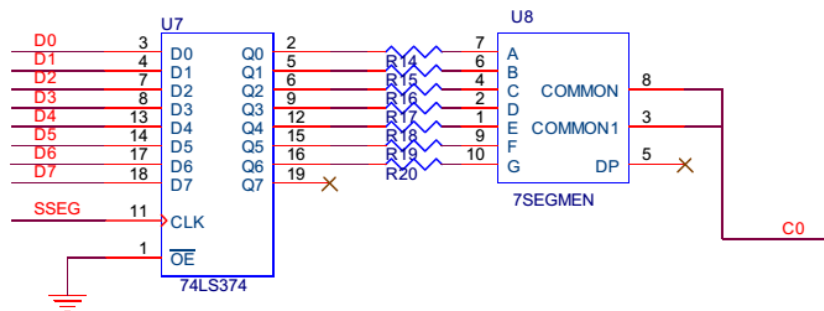 U7
U8
D0 3 D0 Q0 2 R14 7 A
D1 4 D1 Q1 5 R15 6 B
D2 7 D2 Q2 6 R16 4 C COMMON 8
D3 8 D3 Q3 9 R17 2 D
D4 13 D4 Q4 12 R18 1 E COMMON1 3
D5 14 D5 Q5 15 R19 9 F
D6 17 D6 Q6 16 R20 10 G DP 5
D7 18 D7 Q7 19
7SEGMEN
SSEG 11 CLK
C0
1 OE
74LS374